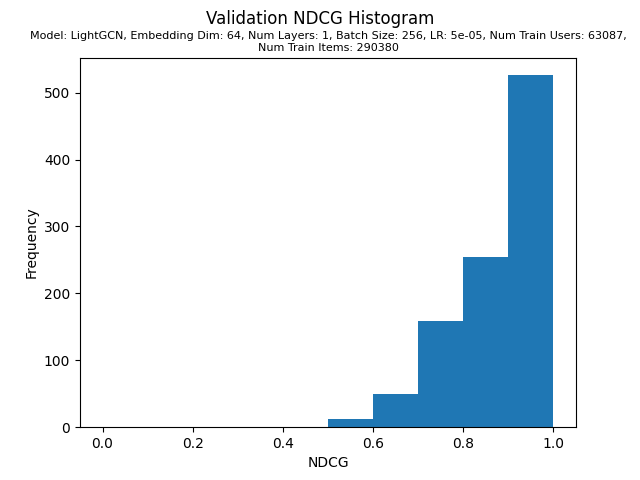 Validation NDCG Histogram
Model: LightGCN, Embedding Dim: 64, Num Layers: 1, Batch Size: 256, LR: 5e-05, Num Train Users: 63087,
Num Train Items: 290380
Frequency
500
400
300
200
100
0
0.0 0.2 0.4 0.6 0.8 1.0
NDCG